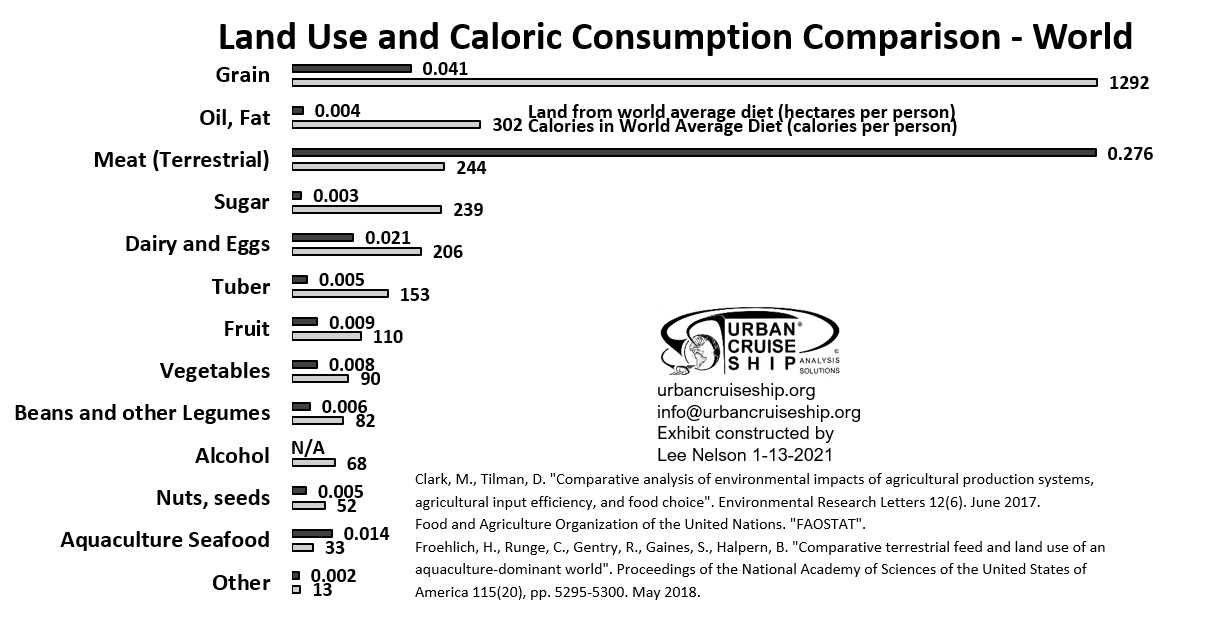 Land Use and Caloric Consumption Comparison - World
Grain
0.041
1292
Oil, Fat
0.004
302
Land from world average diet (hectares per person)
Calories in World Average Diet (calories per person)
Meat (Terrestrial)
0.276
244
Sugar
0.003
239
Dairy and Eggs
0.021
206
Tuber
0.005
153
Fruit
0.009
110
Vegetables
0.008
90
Beans and other Legumes
0.006
82
Alcohol
N/A
68
Nuts, seeds
0.005
52
Aquaculture Seafood
0.014
33
Other
0.002
13
URBAN®
CRUISE ©
SHIP ANALYSIS
SOLUTIONS
urbancruiseship.org
info@urbancruiseship.org
Exhibit constructed by
Lee Nelson 1-13-2021
Clark, M., Tilman, D. "Comparative analysis of environmental impacts of agricultural production systems,
agricultural input efficiency, and food choice". Environmental Research Letters 12(6). June 2017.
Food and Agriculture Organization of the United Nations. "FAOSTAT".
Froehlich, H., Runge, C., Gentry, R., Gaines, S., Halpern, B. "Comparative terrestrial feed and land use of an
aquaculture-dominant world". Proceedings of the National Academy of Sciences of the United States of
America 115(20), pp. 5295-5300. May 2018.